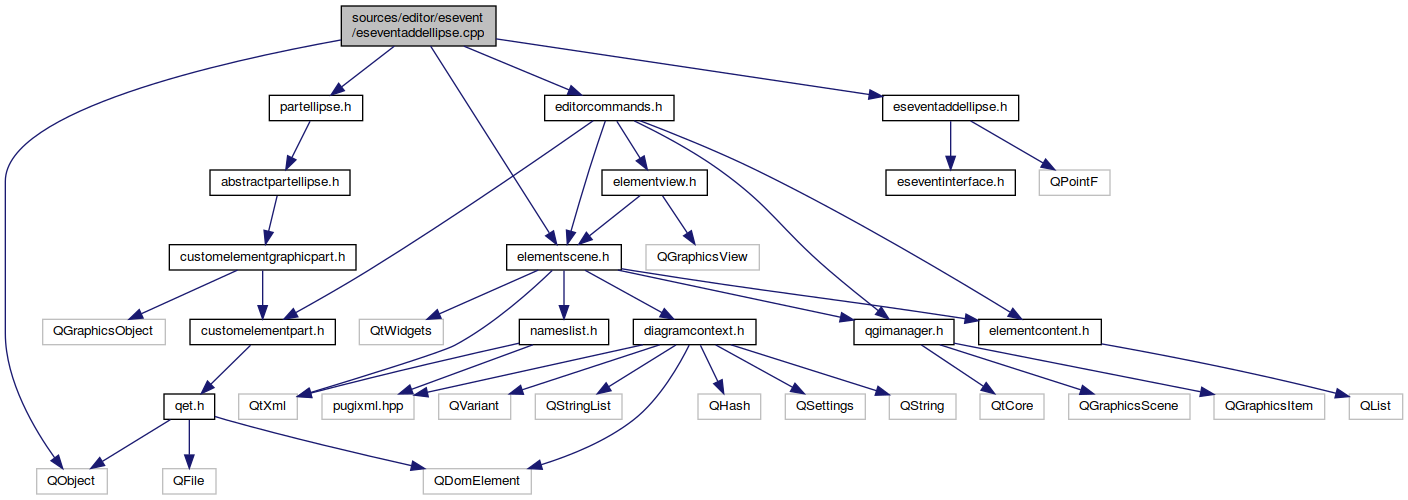 sources/editor/esevent
/eseventaddellipse.cpp
partellipse.h
editorcommands.h
eseventaddellipse.h
abstractpartellipse.h
elementview.h
eseventinterface.h
QPointF
customelementgraphicpart.h
elementscene.h
QGraphicsView
QGraphicsObject
customelementpart.h
QtWidgets
nameslist.h
diagramcontext.h
qgimanager.h
elementcontent.h
qet.h
QtXml
pugixml.hpp
QVariant
QStringList
QHash
QSettings
QString
QtCore
QGraphicsScene
QGraphicsItem
QList
QObject
QFile
QDomElement